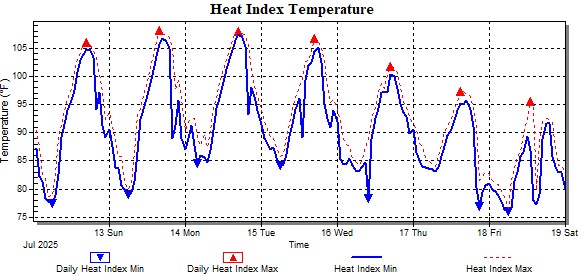 Heat Index Temperature
Temperature (°F)
105
100
95
90
85
80
75
13 Sun 14 Mon 15 Tue 16 Wed 17 Thu 18 Fri 19 Sat
Jul 2025 Time
Daily Heat Index Min Daily Heat Index Max Heat Index Min Heat Index Max